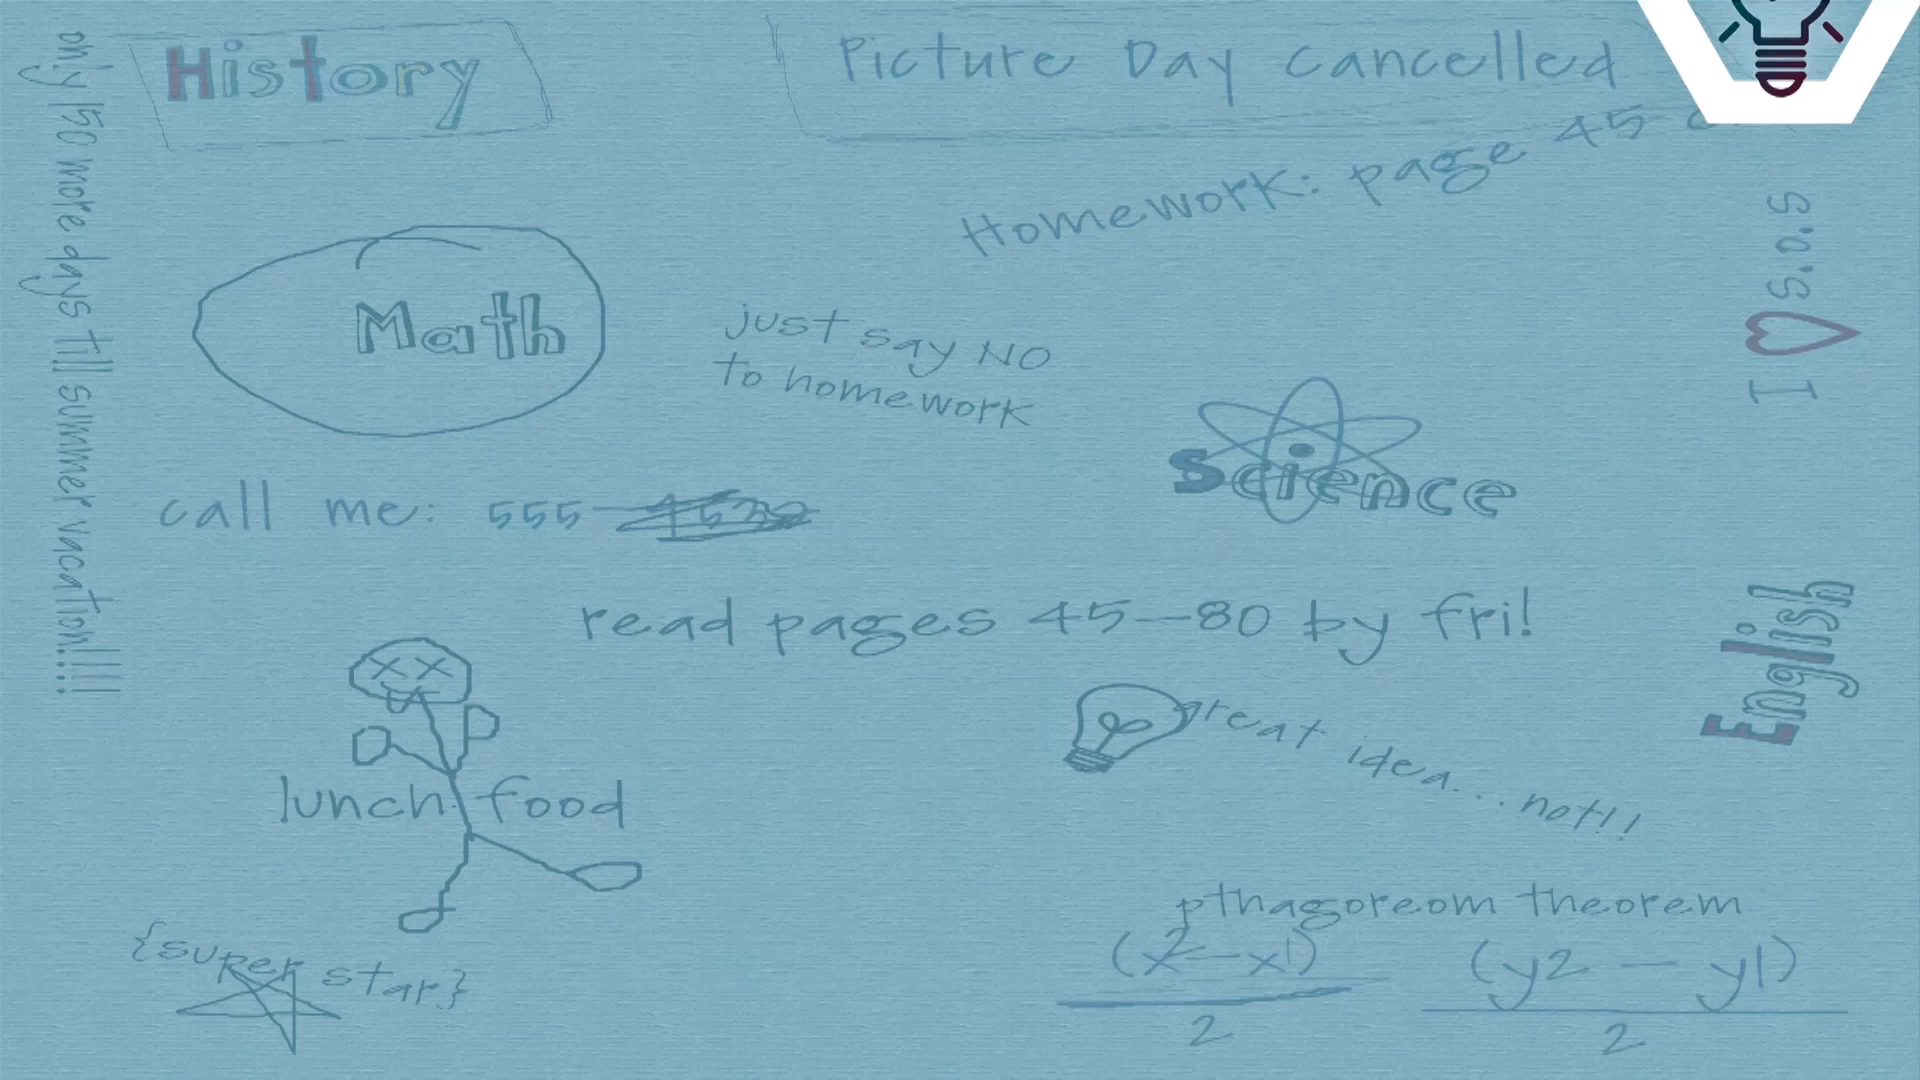 History
Picture Day Cancelled
Homework: page 45
only 150 more days till summer vacation!!!!!
Math
just say NO
to homework
I ♡ s.o.s
Science
call me: 555-
read pages 45-80 by fri!
English
great idea... not!!
lunch food
pthagoreom theorem
(x2-x1) (y2 - y1)
2 2
{super star}